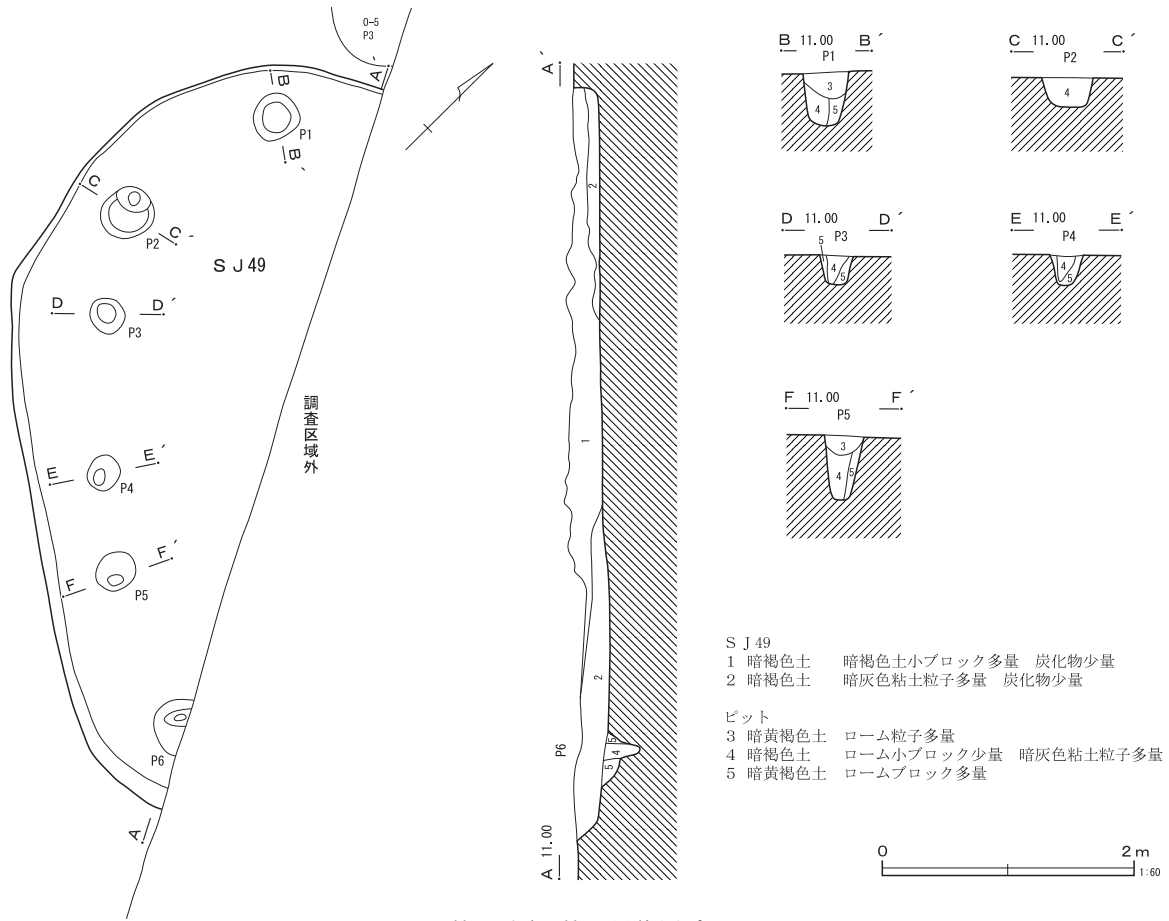 0-5
P3
A´
B
P1
B´
C
P2
C´
SJ49
D D´
P3
調査区域外
E E´
P4
F F´
P5
P6
A
A´
2
1
2
P6
5
4
5
A 11.00
B 11.00 B´
P1
3
4 5
C 11.00 C´
P2
4
D 11.00 D´
P3
5
4 5
E 11.00 E´
P4
4
5
F 11.00 F´
P5
3
4 5
SJ49
1 暗褐色土 暗褐色土小ブロック多量 炭化物少量
2 暗褐色土 暗灰色粘土粒子多量 炭化物少量
ピット
3 暗黄褐色土 ローム粒子多量
4 暗褐色土 ローム小ブロック少量 暗灰色粘土粒子多量
5 暗黄褐色土 ロームブロック多量
0 2m
1:60